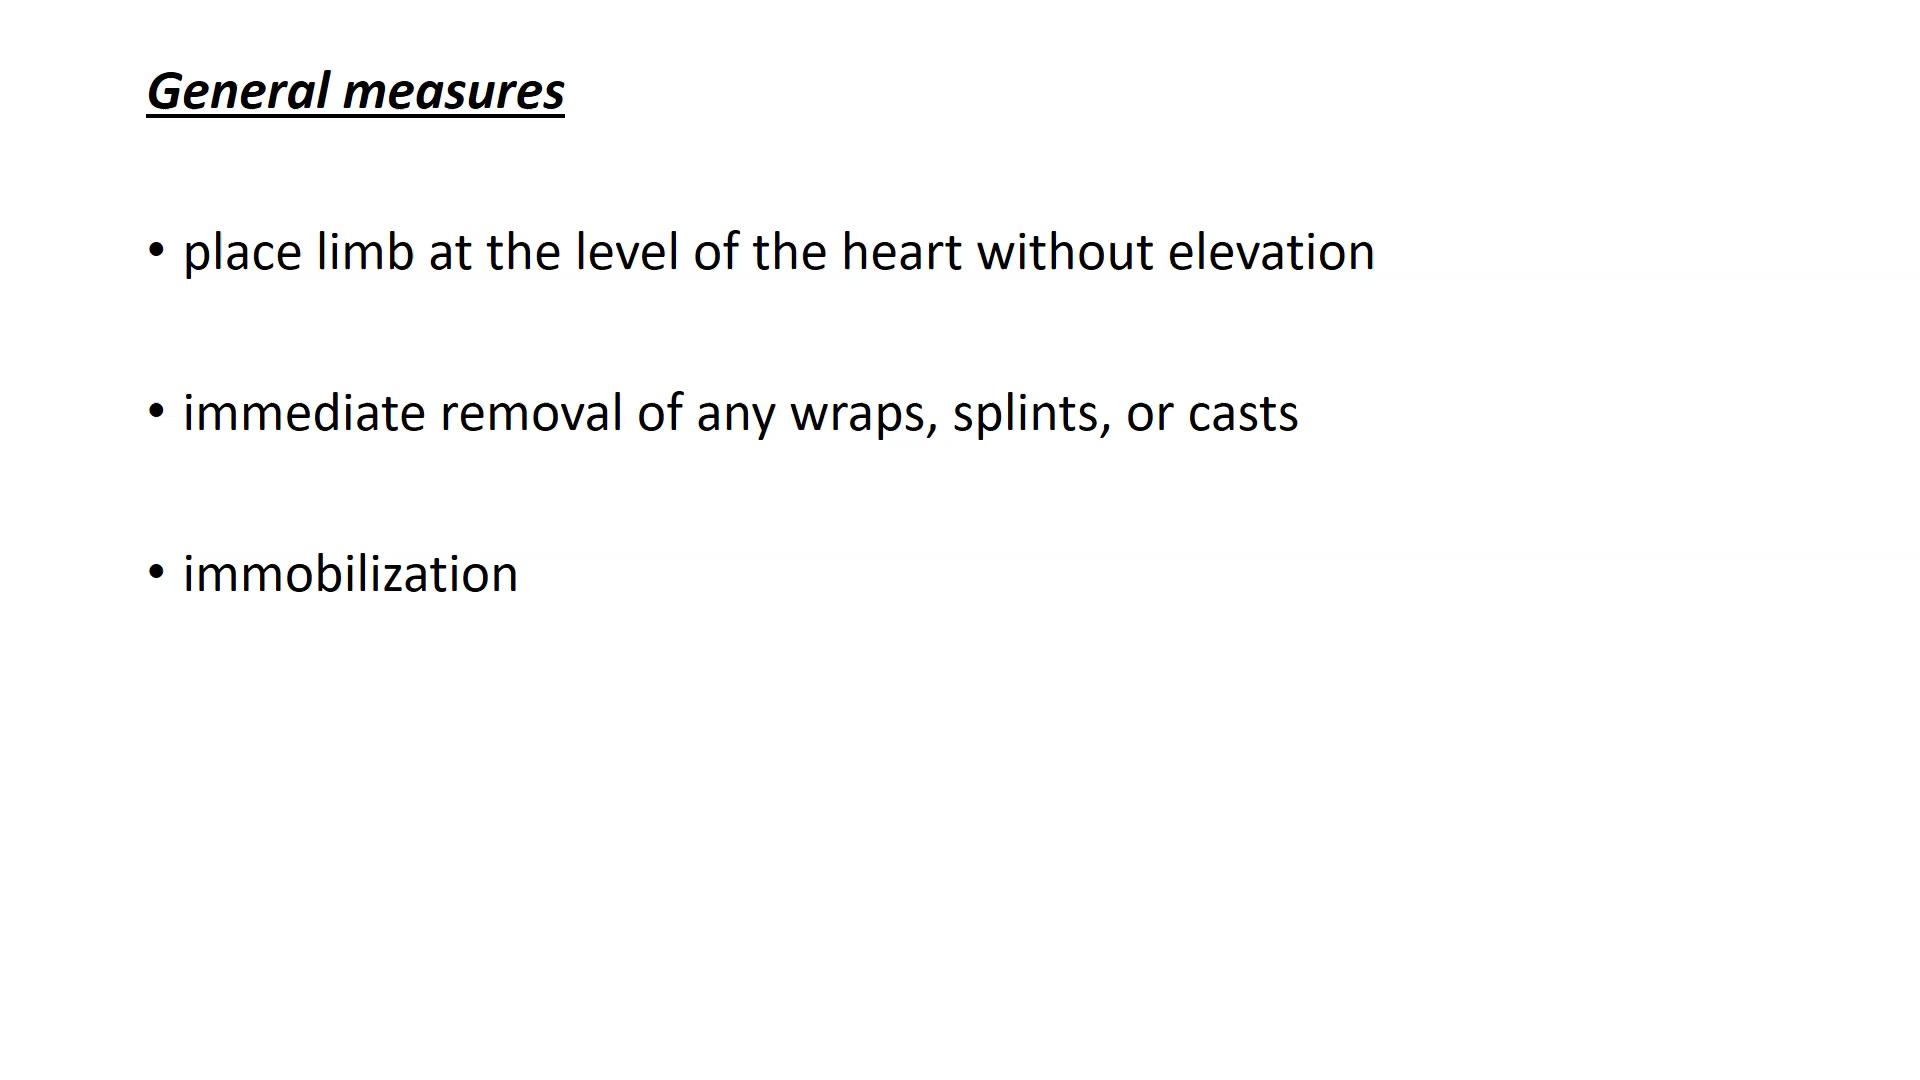 General measures
• place limb at the level of the heart without elevation
• immediate removal of any wraps, splints, or casts
• immobilization